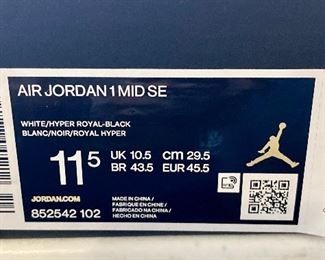 AIR JORDAN 1 MID SE
WHITE/HYPER ROYAL-BLACK
BLANC/NOIR/ROYAL HYPER
11 5 UK 10.5 cm 29.5
BR 43.5 EUR 45.5
JORDAN.COM
852542 102
MADE IN CHINA /
FABRIQUÉ EN CHINE /
FABRICADO NA CHINA /
HECHO EN CHINA